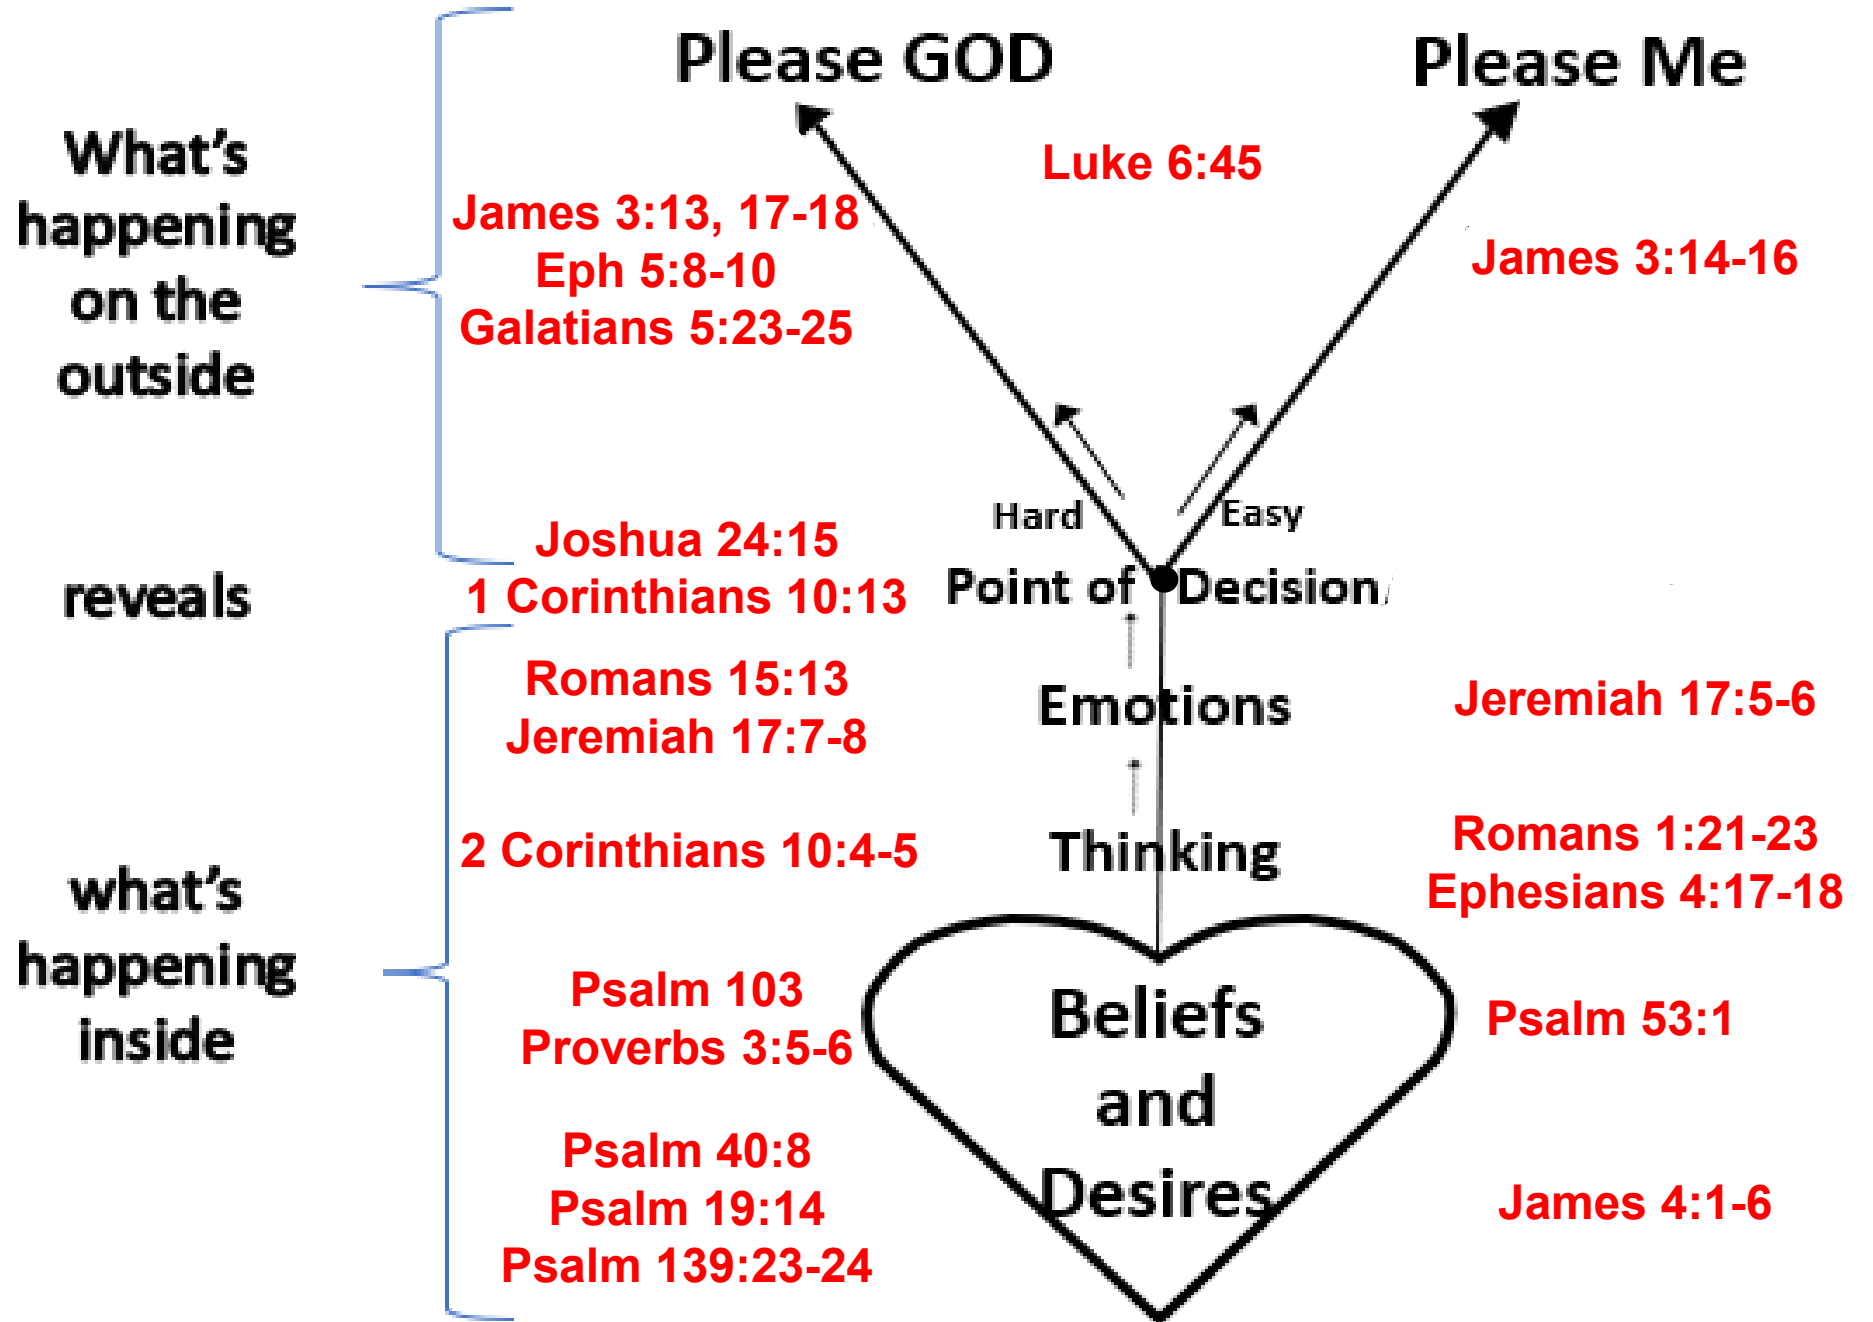 Please GOD
Please Me
What's
happening
on the
outside
Luke 6:45
James 3:13, 17-18
Eph 5:8-10
Galatians 5:23-25
James 3:14-16
Hard
Easy
Joshua 24:15
1 Corinthians 10:13
Point of Decision
reveals
Romans 15:13
Jeremiah 17:7-8
Emotions
Jeremiah 17:5-6
2 Corinthians 10:4-5
Thinking
Romans 1:21-23
Ephesians 4:17-18
what's
happening
inside
Psalm 103
Proverbs 3:5-6
Beliefs
and
Desires
Psalm 53:1
Psalm 40:8
Psalm 19:14
Psalm 139:23-24
James 4:1-6